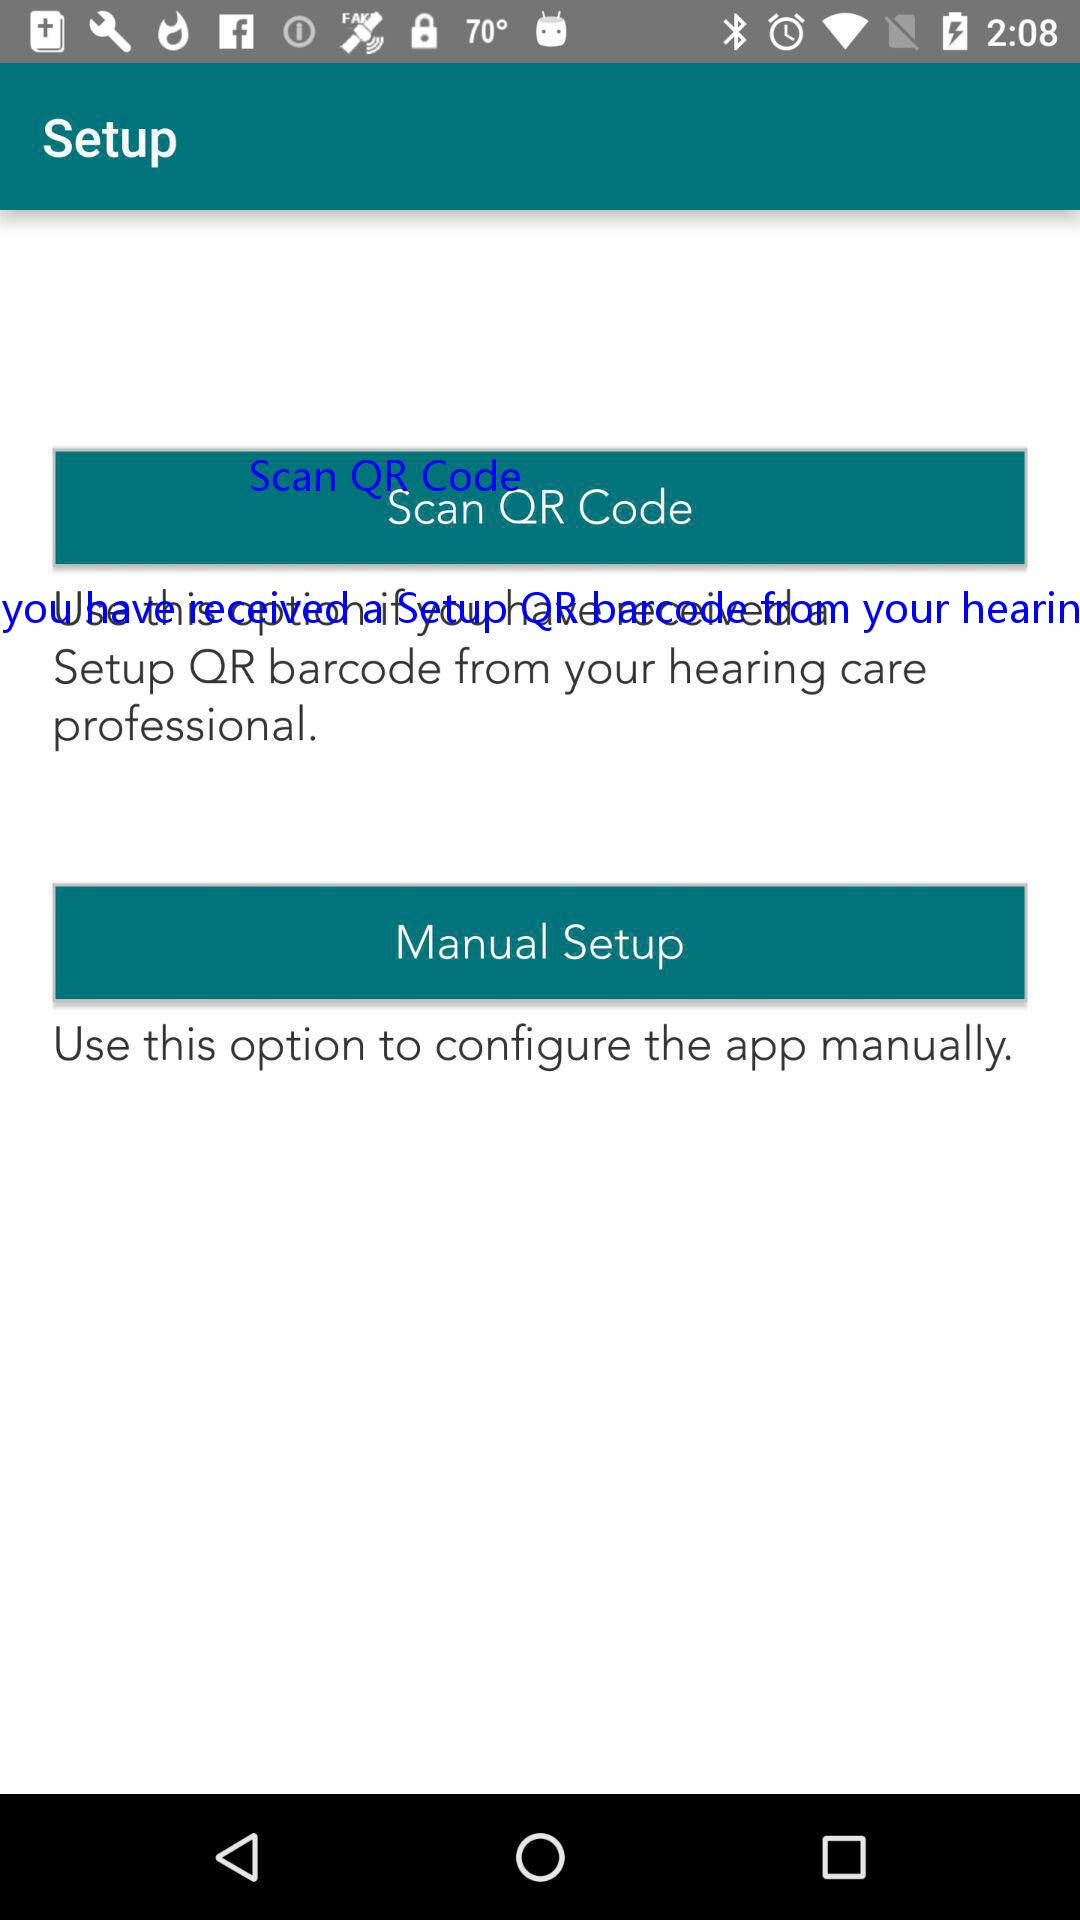 FAKE
70°
2:08
Setup
Scan QR Code
Scan QR Code
you have received a Setup QR barcode from your hearin
Use this option if you have received a
Setup QR barcode from your hearing care
professional.
Manual Setup
Use this option to configure the app manually.